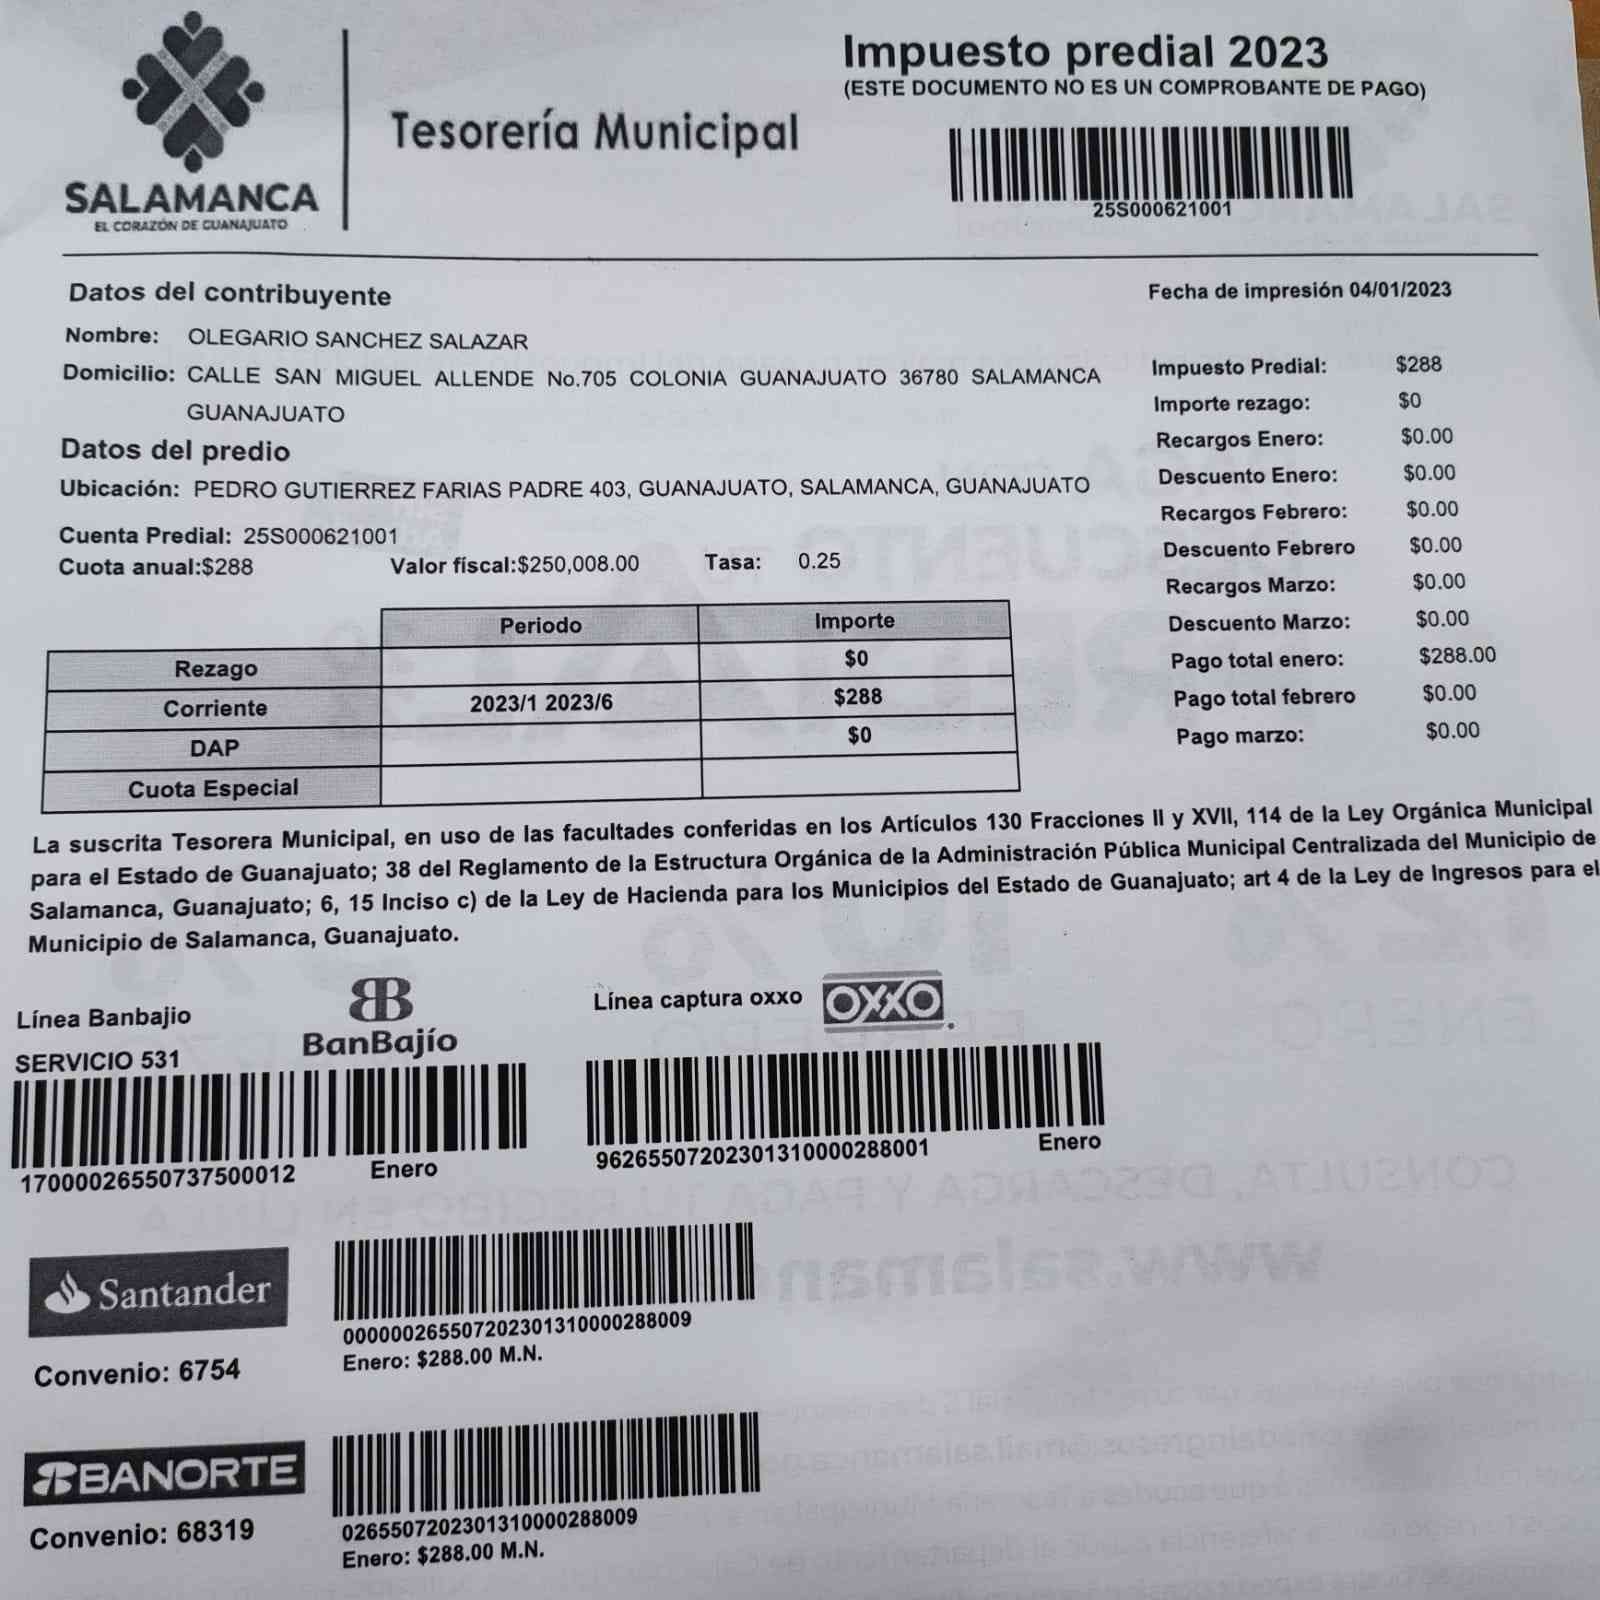 Impuesto predial 2023
(ESTE DOCUMENTO NO ES UN COMPROBANTE DE PAGO)
Tesorería Municipal
SALAMANCA
EL CORAZÓN DE GUANAJUATO
25S000621001
Datos del contribuyente
Fecha de impresión 04/01/2023
Nombre: OLEGARIO SANCHEZ SALAZAR
Domicilio: CALLE SAN MIGUEL ALLENDE No.705 COLONIA GUANAJUATO 36780 SALAMANCA
GUANAJUATO
Datos del predio
Ubicación: PEDRO GUTIERREZ FARIAS PADRE 403, GUANAJUATO, SALAMANCA, GUANAJUATO
Cuenta Predial: 25S000621001
Cuota anual:$288 Valor fiscal:$250,008.00 Tasa: 0.25
Impuesto Predial: $288
Importe rezago: $0
Recargos Enero: $0.00
Descuento Enero: $0.00
Recargos Febrero: $0.00
Descuento Febrero $0.00
Recargos Marzo: $0.00
Descuento Marzo: $0.00
Pago total enero: $288.00
Pago total febrero $0.00
Pago marzo: $0.00
Periodo Importe
Rezago $0
Corriente 2023/1 2023/6 $288
DAP $0
Cuota Especial
La suscrita Tesorera Municipal, en uso de las facultades conferidas en los Artículos 130 Fracciones II y XVII, 114 de la Ley Orgánica Municipal
para el Estado de Guanajuato; 38 del Reglamento de la Estructura Orgánica de la Administración Pública Municipal Centralizada del Municipio de
Salamanca, Guanajuato; 6, 15 Inciso c) de la Ley de Hacienda para los Municipios del Estado de Guanajuato; art 4 de la Ley de Ingresos para el
Municipio de Salamanca, Guanajuato.
Línea Banbajio
BB
BanBajío
SERVICIO 531
17000026550737500012 Enero
Línea captura oxxo OXXO
962655072023013100002​88001 Enero
Santander
Convenio: 6754
00000026550720230131​0000288009
Enero: $288.00 M.N.
BANORTE
Convenio: 68319
0265507202301310000288009
Enero: $288.00 M.N.